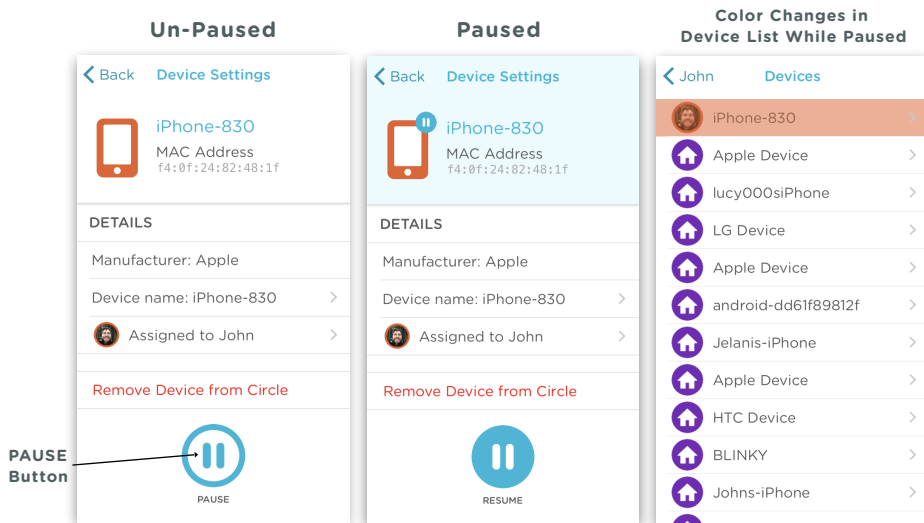 Un-Paused
Back
Device Settings
iPhone-830
MAC Address
f4:0f:24:82:48:1f
DETAILS
Manufacturer: Apple
Device name: iPhone-830
Assigned to John
Remove Device from Circle
PAUSE
PAUSE
Button
Paused
Back
Device Settings
iPhone-830
MAC Address
f4:0f:24:82:48:1f
DETAILS
Manufacturer: Apple
Device name: iPhone-830
Assigned to John
Remove Device from Circle
RESUME
Color Changes in
Device List While Paused
John
Devices
iPhone-830
Apple Device
lucy000siPhone
LG Device
Apple Device
android-dd61f89812f
Jelanis-iPhone
Apple Device
HTC Device
BLINKY
Johns-iPhone